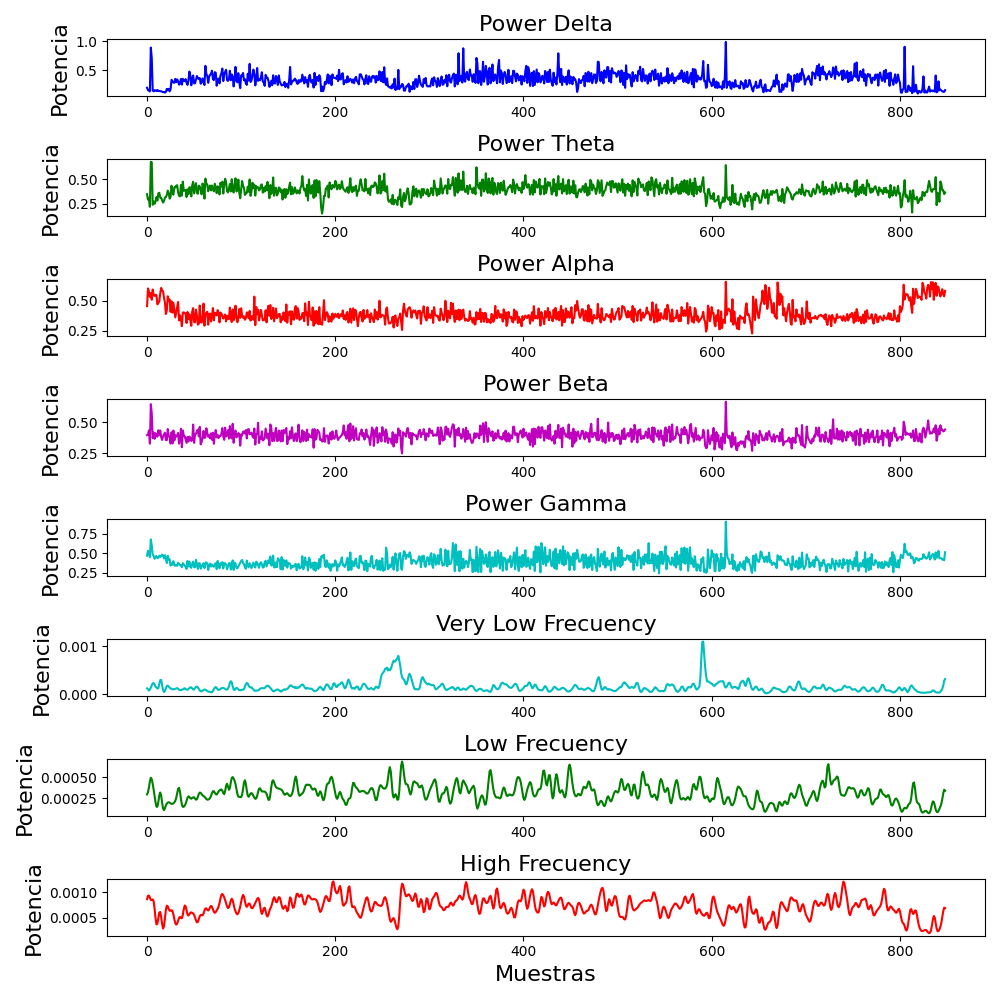 Power Delta
Potencia
1.0
0.5
0 200 400 600 800
Power Theta
Potencia
0.50
0.25
0 200 400 600 800
Power Alpha
Potencia
0.50
0.25
0 200 400 600 800
Power Beta
Potencia
0.50
0.25
0 200 400 600 800
Power Gamma
Potencia
0.75
0.50
0.25
0 200 400 600 800
Very Low Frecuency
Potencia
0.001
0.000
0 200 400 600 800
Low Frecuency
Potencia
0.00050
0.00025
0 200 400 600 800
High Frecuency
Potencia
0.0010
0.0005
0 200 400 600 800
Muestras